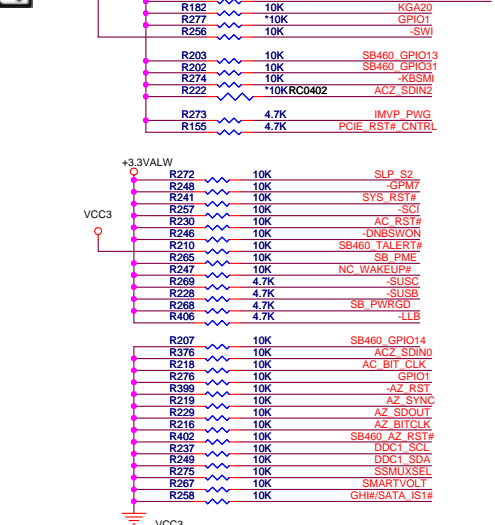 R182 10K KGA20
R277 *10K GPIO1
R256 10K -SWI
R203 10K SB460_GPIO13
R202 10K SB460_GPIO31
R274 10K -KBSMI
R222 *10KRC0402 ACZ_SDIN2
R273 4.7K IMVP_PWG
R155 4.7K PCIE_RST#_CNTRL
+3.3VALW
R272 10K SLP_S2
R248 10K -GPM7
R241 10K SYS_RST#
VCC3
R257 10K -SCI
R230 10K AC_RST#
R246 10K -DNBSWON
R210 10K SB460_TALERT#
R265 10K SB_PME
R247 10K NC_WAKEUP#
R269 4.7K -SUSC
R228 4.7K -SUSB
R268 4.7K SB_PWRGD
R406 4.7K -LLB
R207 10K SB460_GPIO14
R376 10K ACZ_SDIN0
R218 10K AC_BIT_CLK
R276 10K GPIO1
R399 10K -AZ_RST
R219 10K AZ_SYNC
R229 10K AZ_SDOUT
R216 10K AZ_BITCLK
R402 10K SB460_AZ_RST#
R237 10K DDC1_SCL
R249 10K DDC1_SDA
R275 10K SSMUXSEL
R267 10K SMARTVOLT
R258 10K GHI#/SATA_IS1#
VCC3